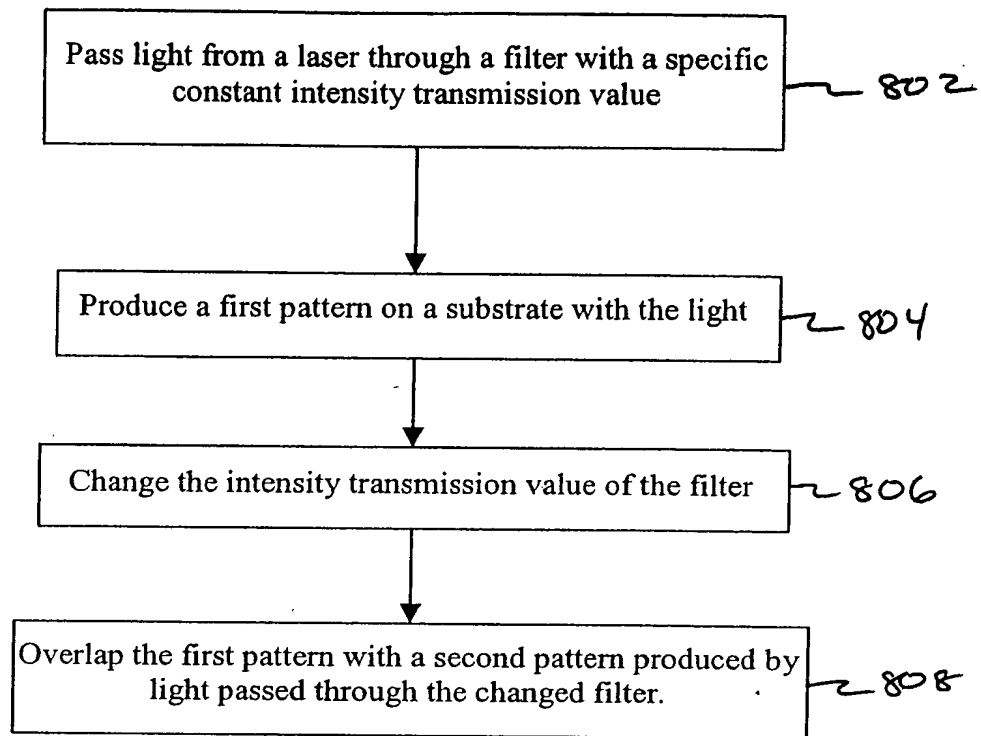 Pass light from a laser through a filter with a specific
constant intensity transmission value
802
Produce a first pattern on a substrate with the light
804
Change the intensity transmission value of the filter
806
Overlap the first pattern with a second pattern produced by
light passed through the changed filter.
808